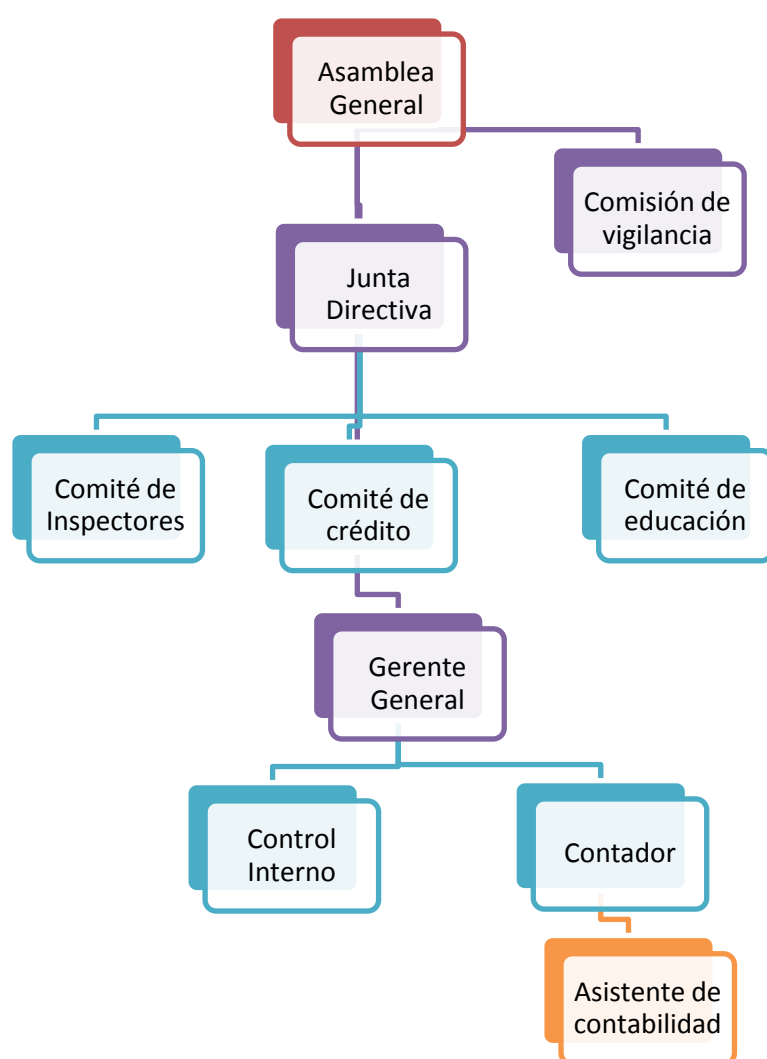 Asamblea
General
Comisión de
vigilancia
Junta
Directiva
Comité de
Inspectores
Comité de
crédito
Comité de
educación
Gerente
General
Control
Interno
Contador
Asistente de
contabilidad